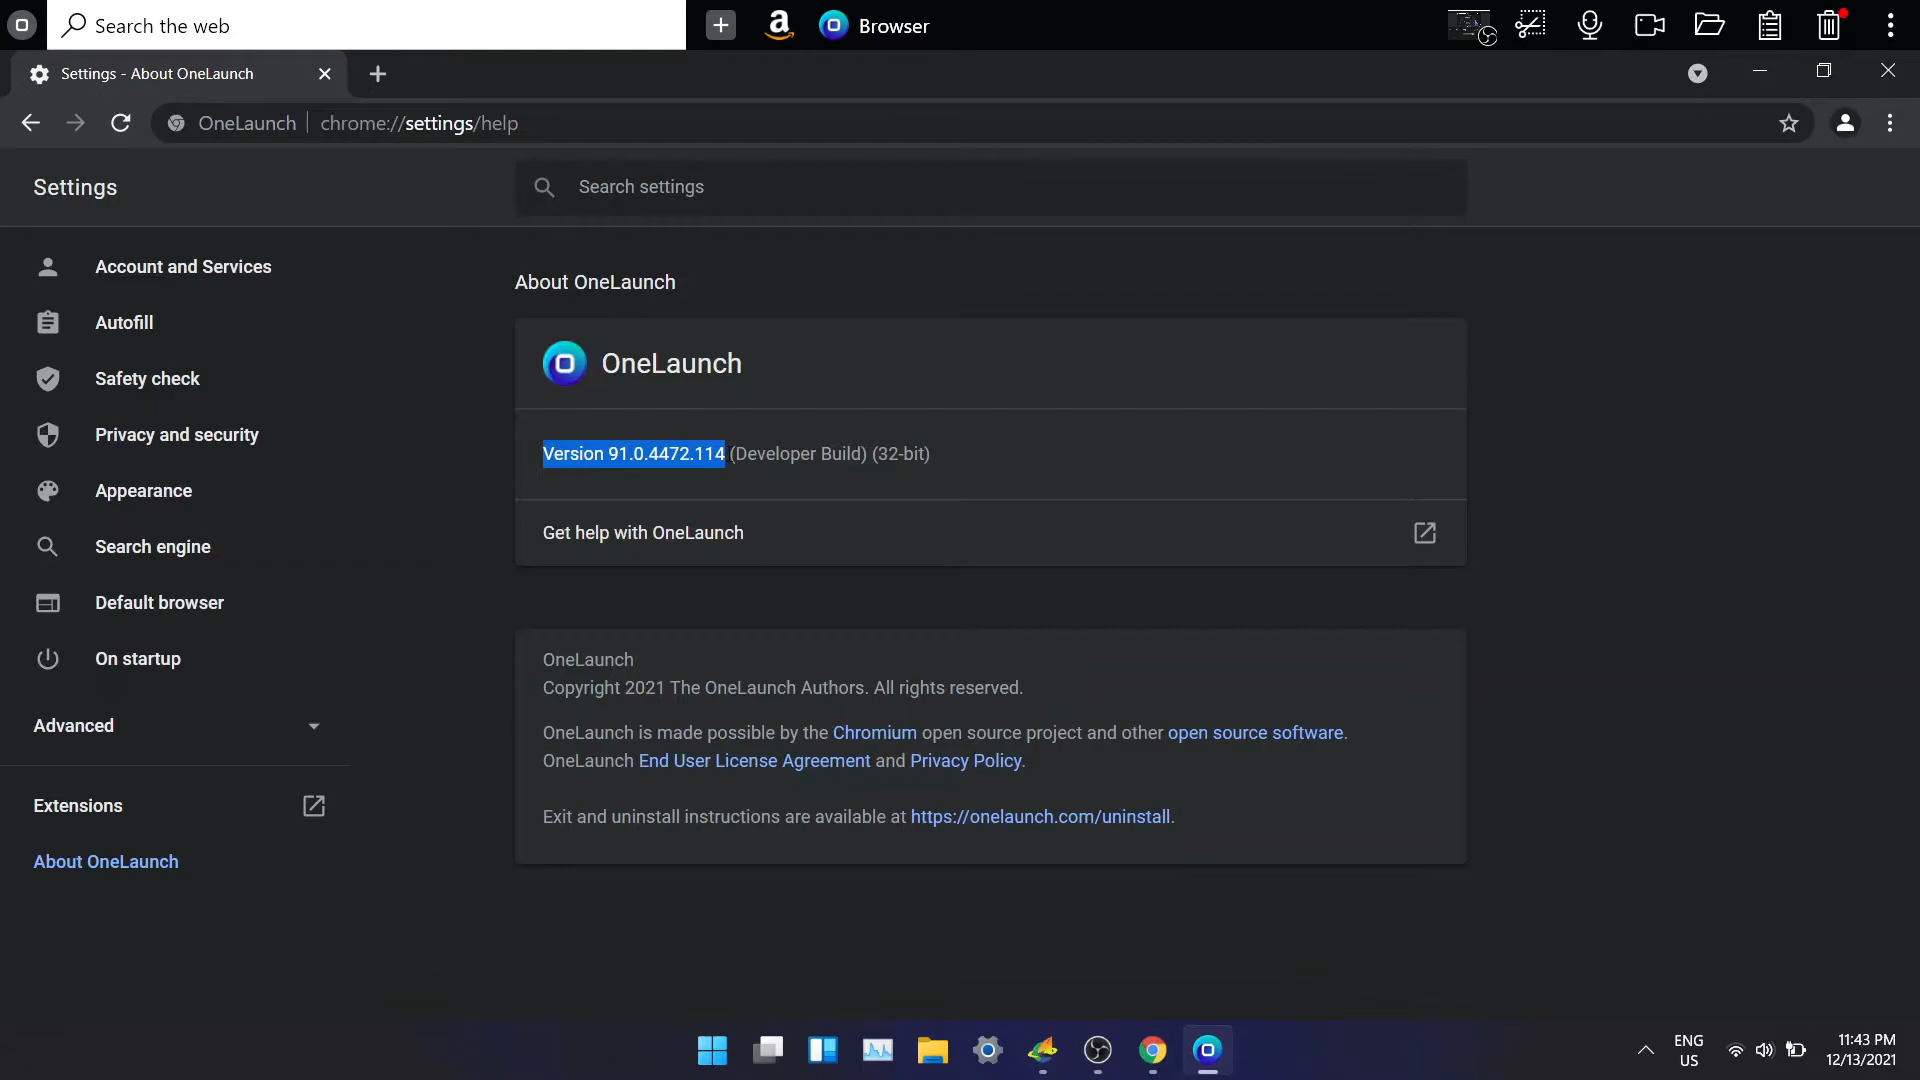 Search the web
Browser
Settings - About OneLaunch
OneLaunch | chrome://settings/help
Settings
Search settings
Account and Services
Autofill
Safety check
Privacy and security
Appearance
Search engine
Default browser
On startup
Advanced
Extensions
About OneLaunch
About OneLaunch
OneLaunch
Version 91.0.4472.114 (Developer Build) (32-bit)
Get help with OneLaunch
OneLaunch
Copyright 2021 The OneLaunch Authors. All rights reserved.
OneLaunch is made possible by the Chromium open source project and other open source software.
OneLaunch End User License Agreement and Privacy Policy.
Exit and uninstall instructions are available at https://onelaunch.com/uninstall.
ENG
US
11:43 PM
12/13/2021